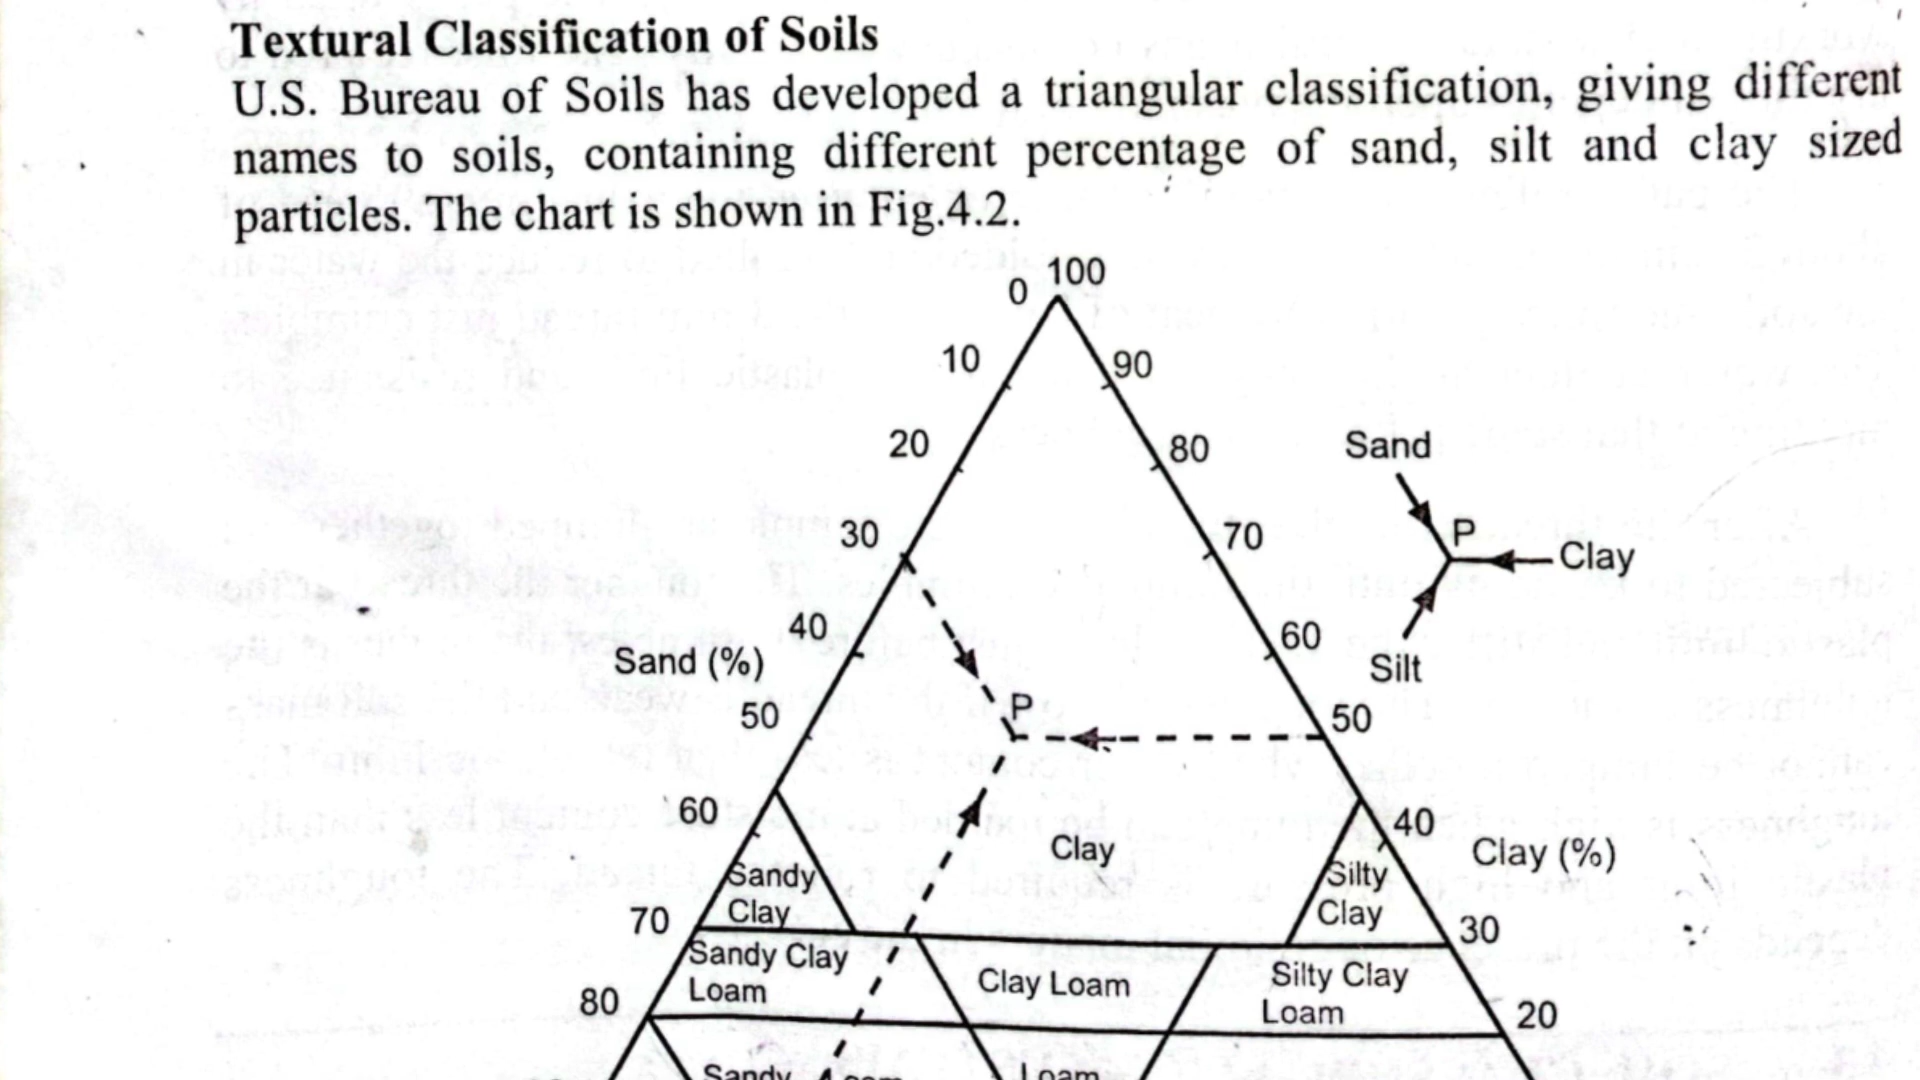 Textural Classification of Soils
U.S. Bureau of Soils has developed a triangular classification, giving different
names to soils, containing different percentage of sand, silt and clay sized
particles. The chart is shown in Fig.4.2.
100
0
10
90
20
80
Sand
30
70
P
Clay
40
60
Sand (%)
Silt
50
P
50
60
40
Clay
Clay (%)
Sandy
Clay
Silty
Clay
70
30
Sandy Clay
Loam
Clay Loam
Silty Clay
Loam
80
20
Sandy
Loam